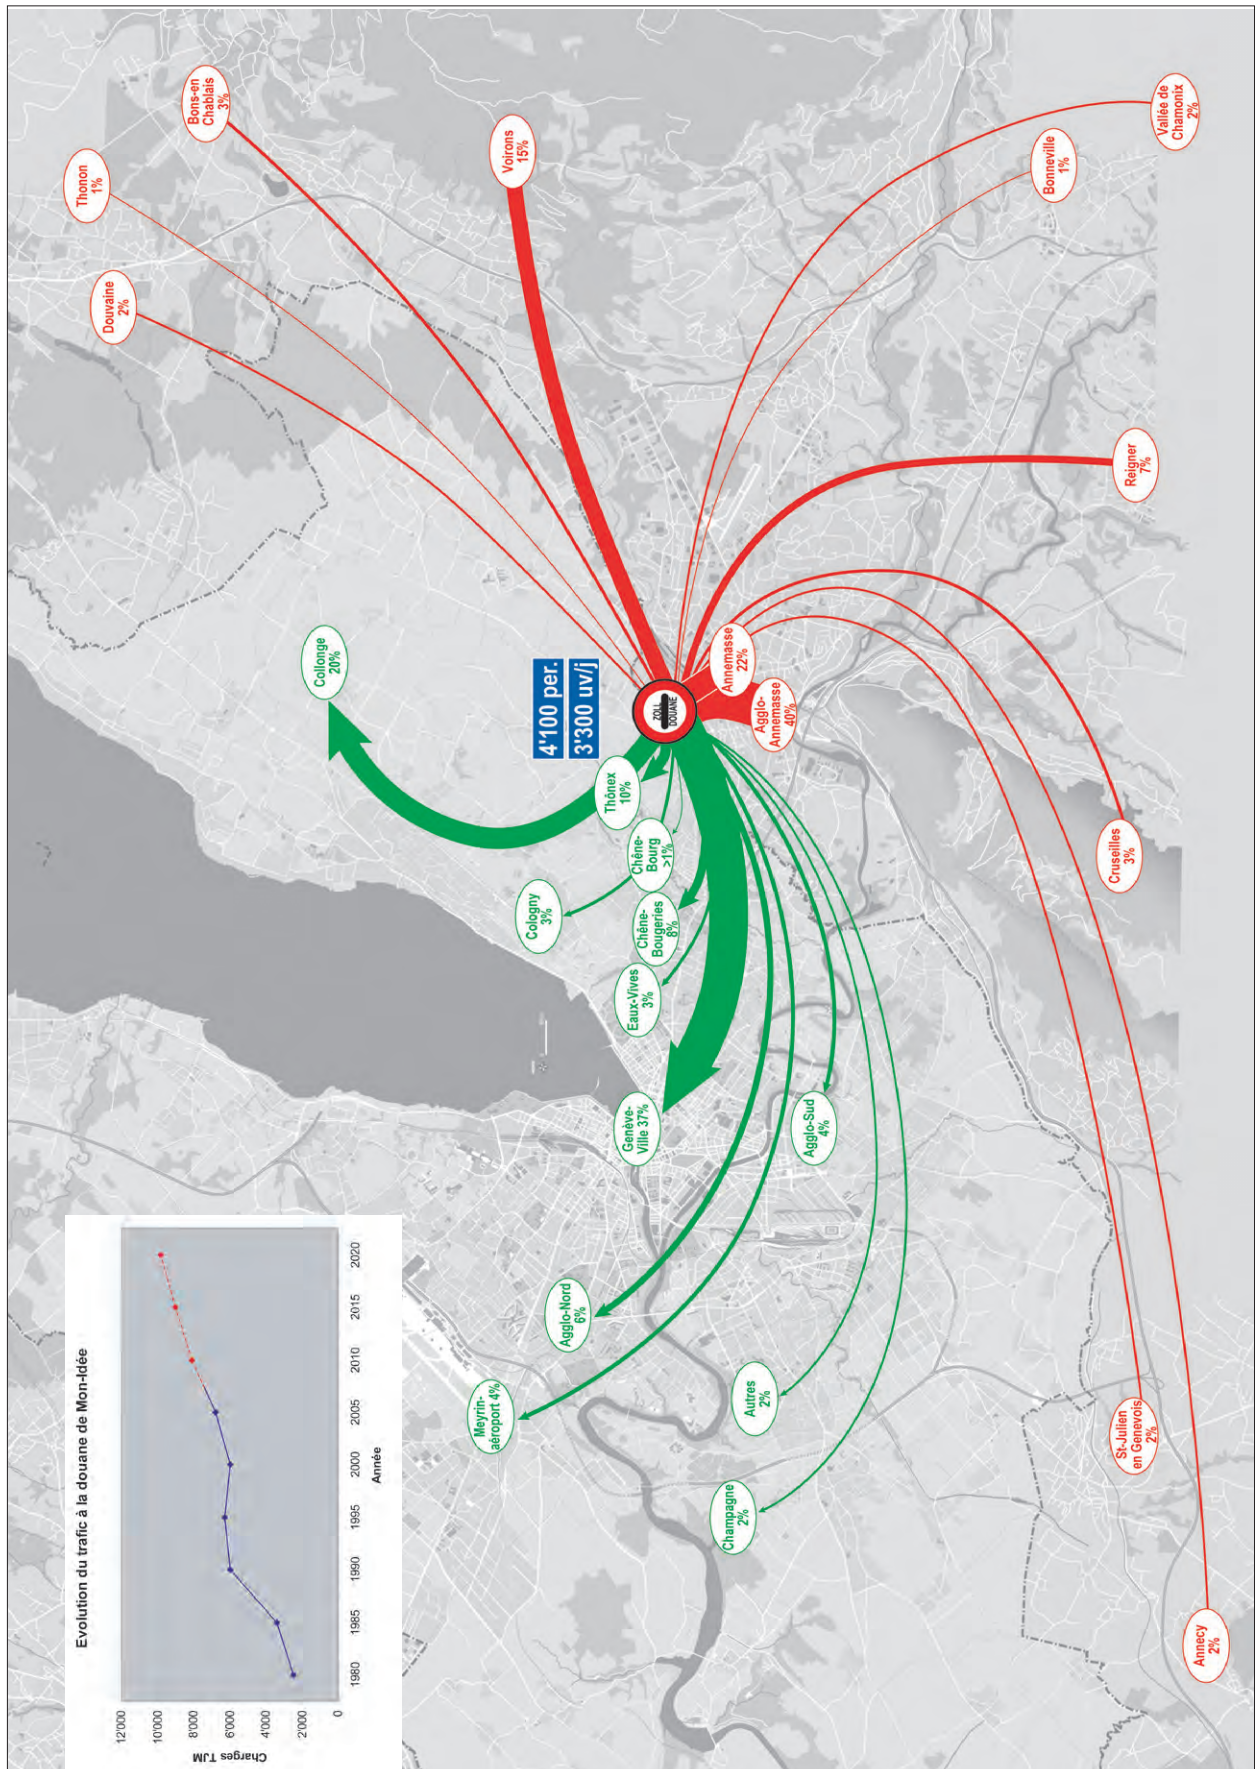 Evolution du trafic à la douane de Mon-Idée
12'000
10'000
8'000
6'000
4'000
2'000
0
Charges TJM
1980
1985
1990
1995
2000
2005
2010
2015
2020
Année
Meyrin-
aéroport 4%
Agglo-Nord
6%
Champagne
2%
Autres
2%
Genève-
Ville 37%
Agglo-Sud
4%
Eaux-Vives
3%
Cologny
3%
Chêne-
Bougeries
8%
Chêne-
Bourg
>1%
Thônex
10%
Collonge
20%
4'100 per.
3'300 uv/j
ZOLL
DOUANE
Annemasse
22%
Agglo-
Annemasse
40%
Douvaine
2%
Thonon
1%
Bons-en
Chablais
3%
Voirons
15%
Vallée de
Chamonix
2%
Bonneville
1%
Reigner
7%
Cruseilles
3%
St-Julien
en Genevois
2%
Annecy
2%